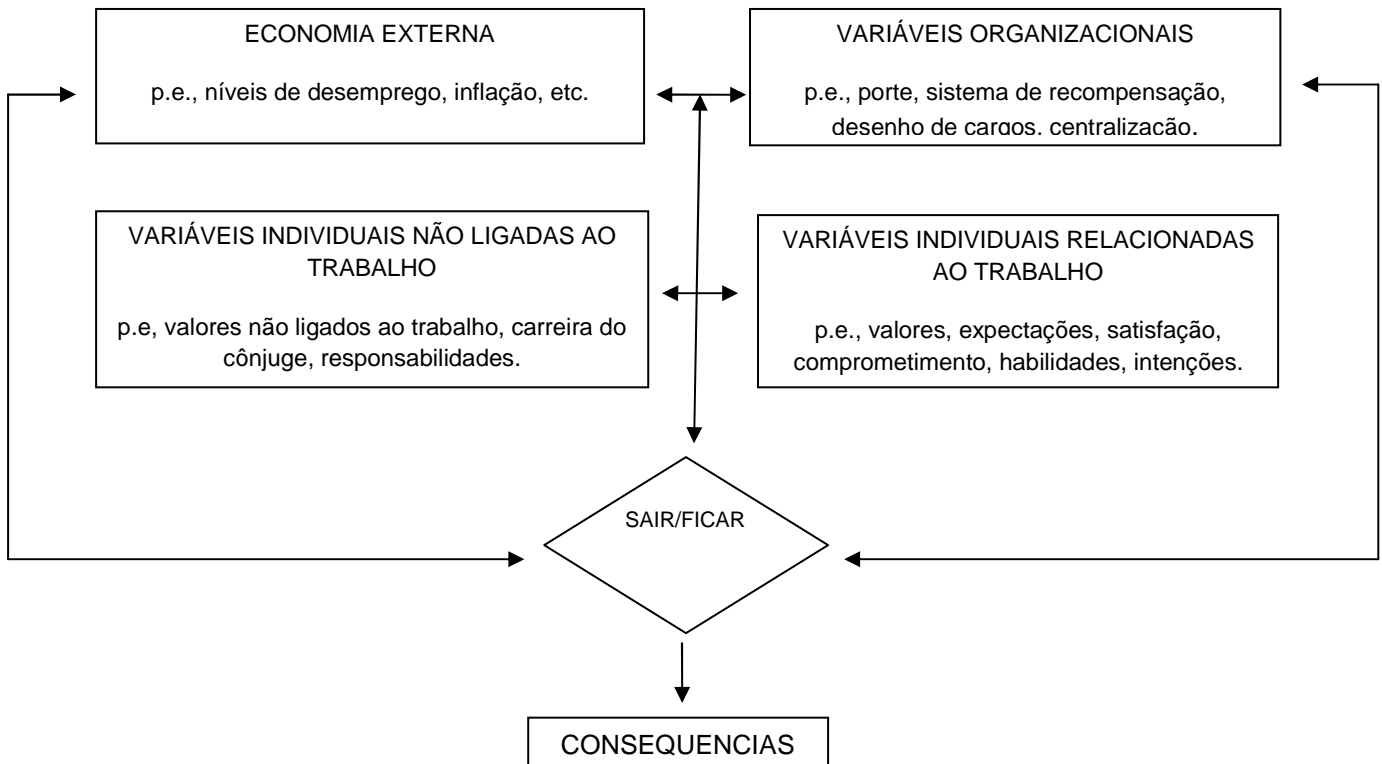 ECONOMIA EXTERNA
p.e., níveis de desemprego, inflação, etc.
VARIÁVEIS ORGANIZACIONAIS
p.e., porte, sistema de recompensação,
desenho de cargos, centralização.
VARIÁVEIS INDIVIDUAIS NÃO LIGADAS AO
TRABALHO
p.e, valores não ligados ao trabalho, carreira do
cônjuge, responsabilidades.
VARIÁVEIS INDIVIDUAIS RELACIONADAS
AO TRABALHO
p.e., valores, expectações, satisfação,
comprometimento, habilidades, intenções.
SAIR/FICAR
CONSEQUENCIAS